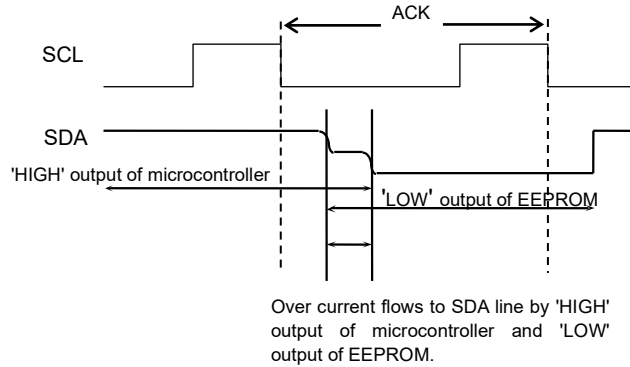 ACK
SCL
SDA
'HIGH' output of microcontroller
'LOW' output of EEPROM
Over current flows to SDA line by 'HIGH'
output of microcontroller and 'LOW'
output of EEPROM.